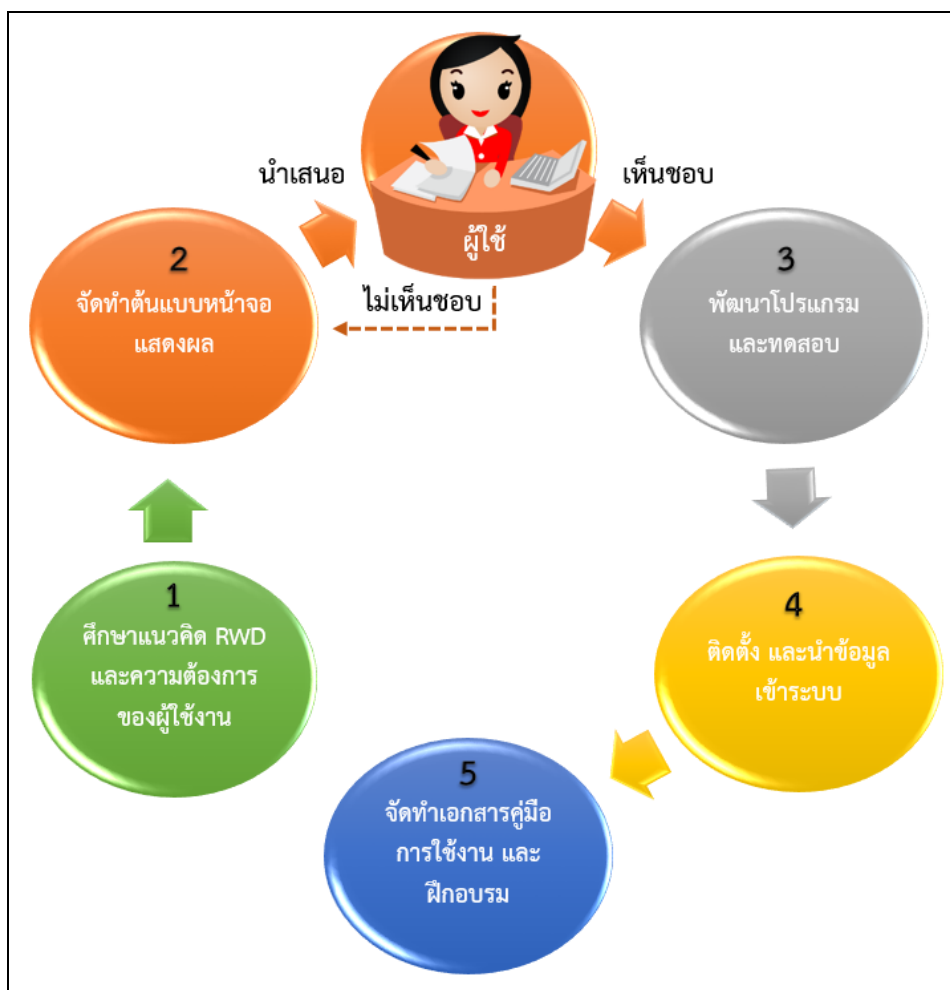 นำเสนอ
เห็นชอบ
ผู้ใช้
ไม่เห็นชอบ
2
จัดทำต้นแบบหน้าจอ
แสดงผล
3
พัฒนาโปรแกรม
และทดสอบ
1
ศึกษาแนวคิด RWD
และความต้องการ
ของผู้ใช้งาน
4
ติดตั้ง และนำข้อมูล
เข้าระบบ
5
จัดทำเอกสารคู่มือ
การใช้งาน และ
ฝึกอบรม